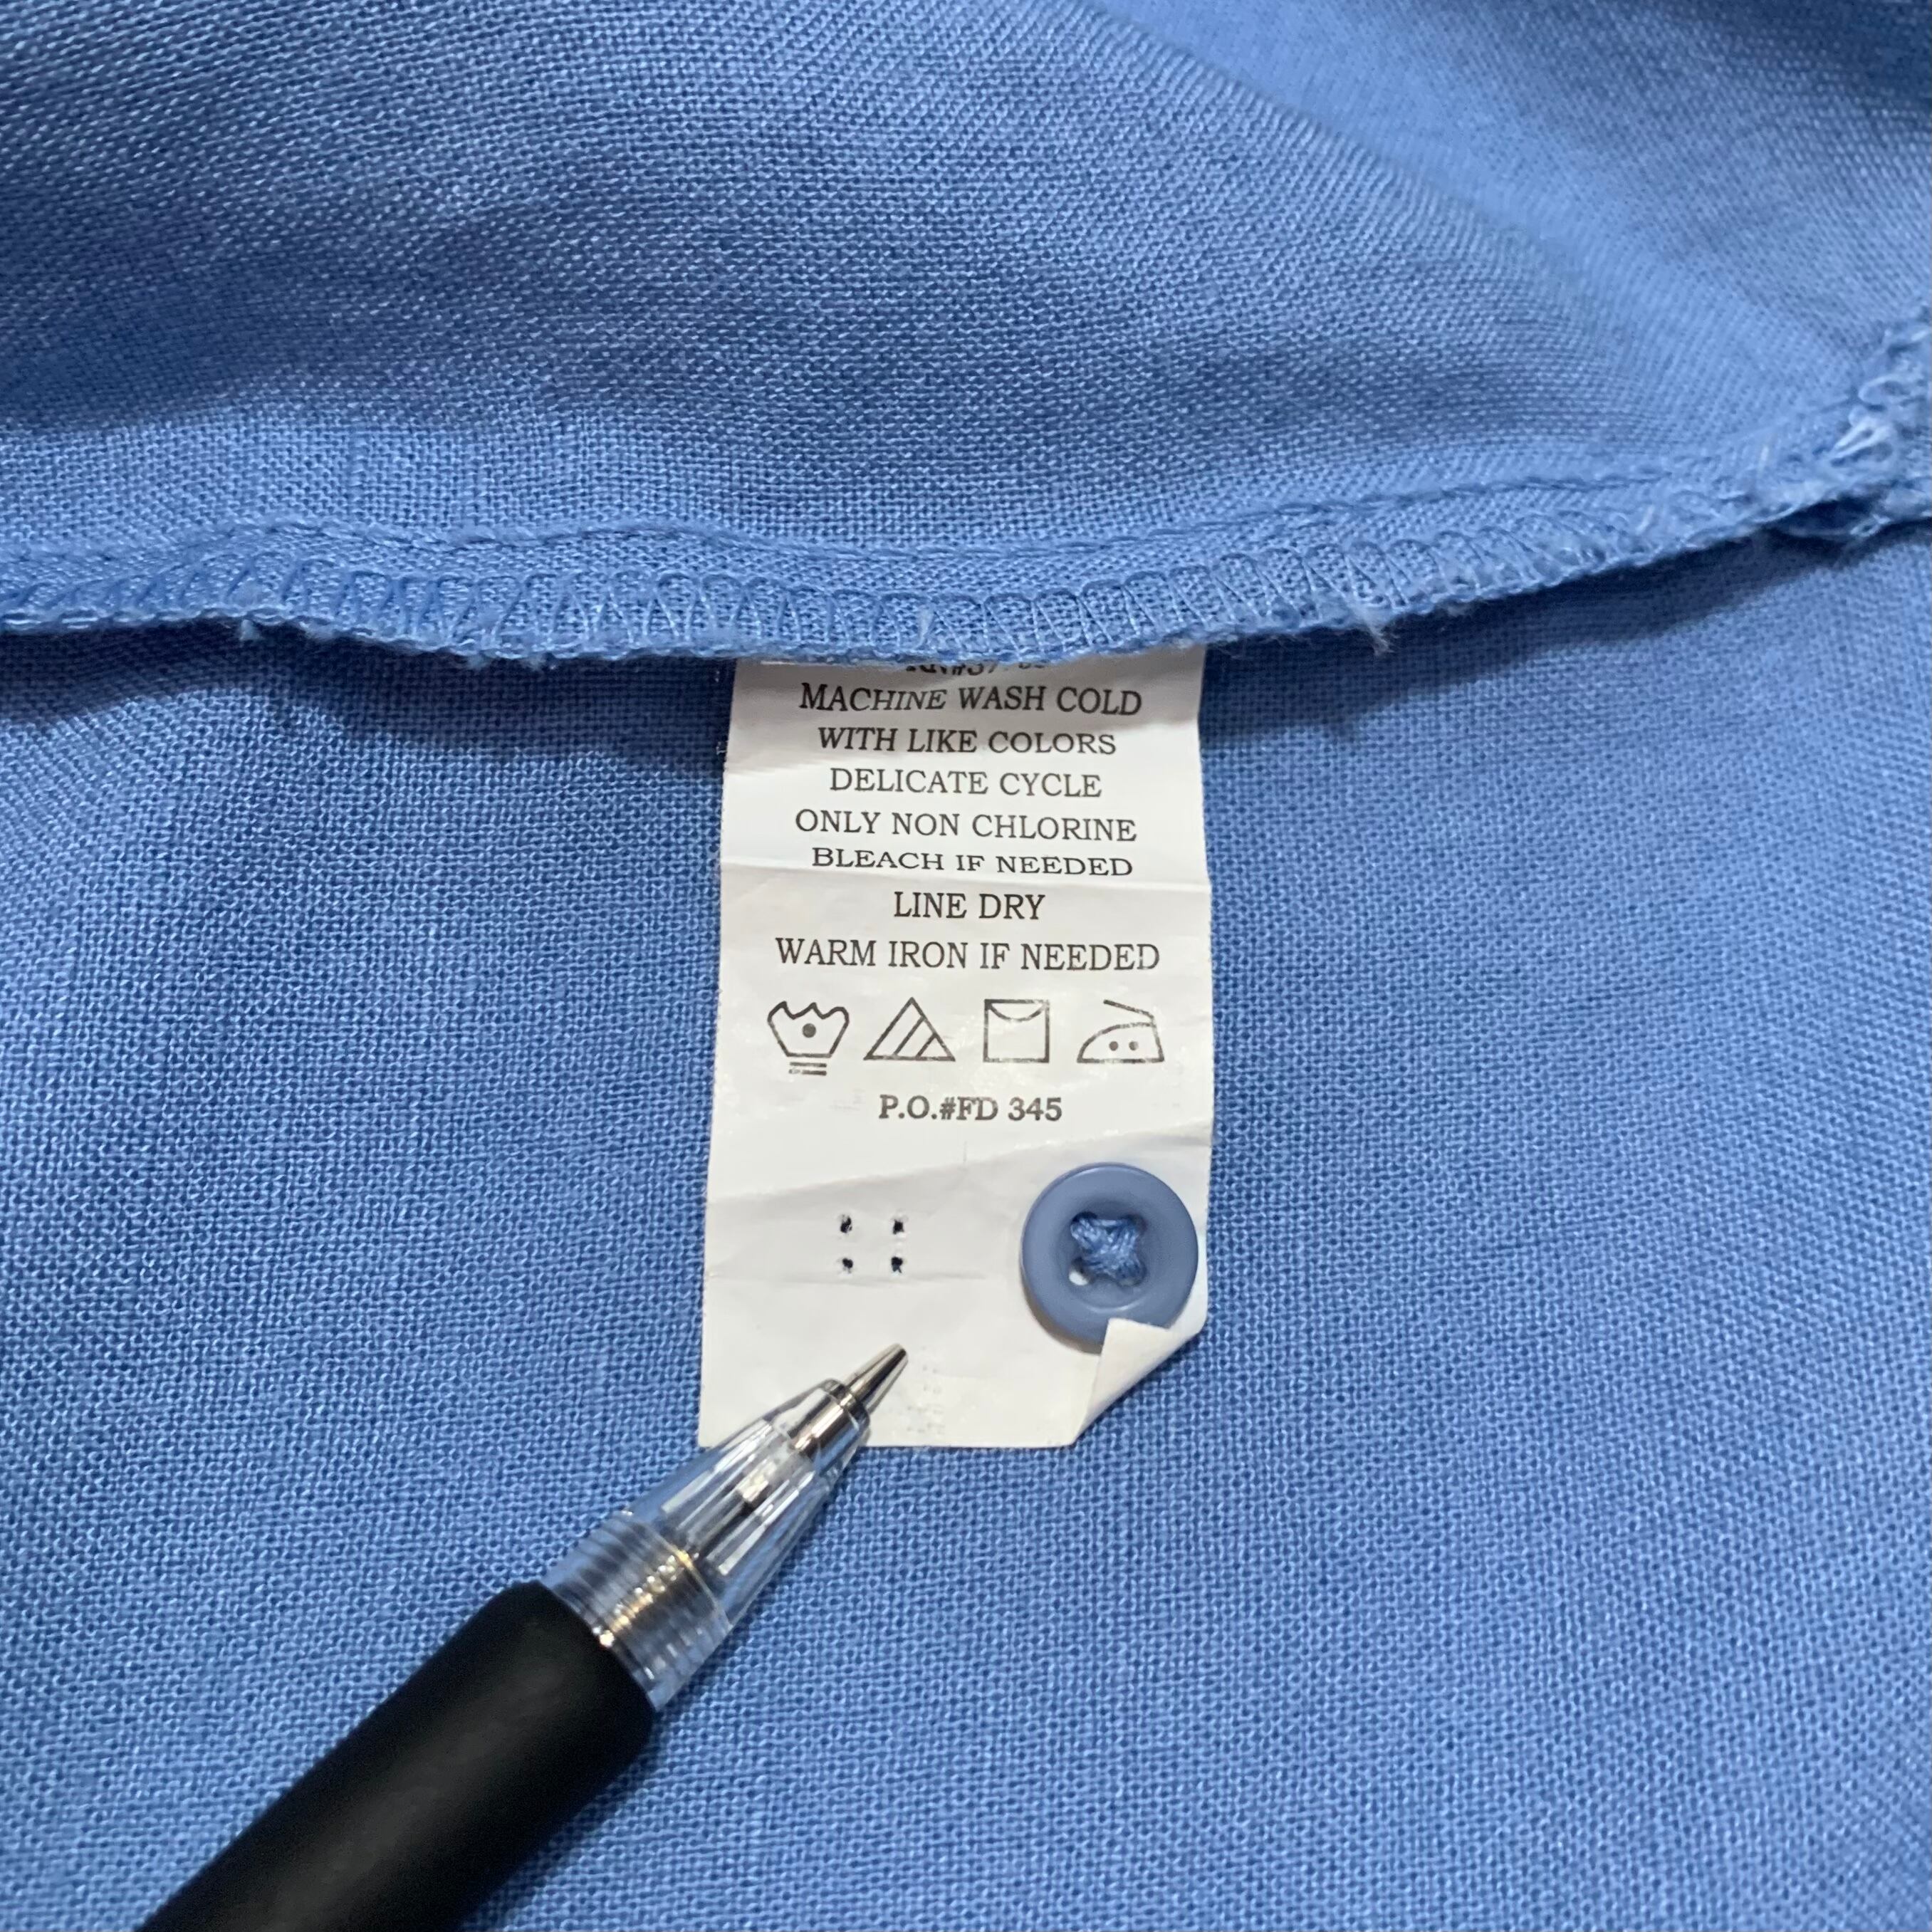 MACHINE WASH COLD
WITH LIKE COLORS
DELICATE CYCLE
ONLY NON CHLORINE
BLEACH IF NEEDED
LINE DRY
WARM IRON IF NEEDED
P.O.#FD 345